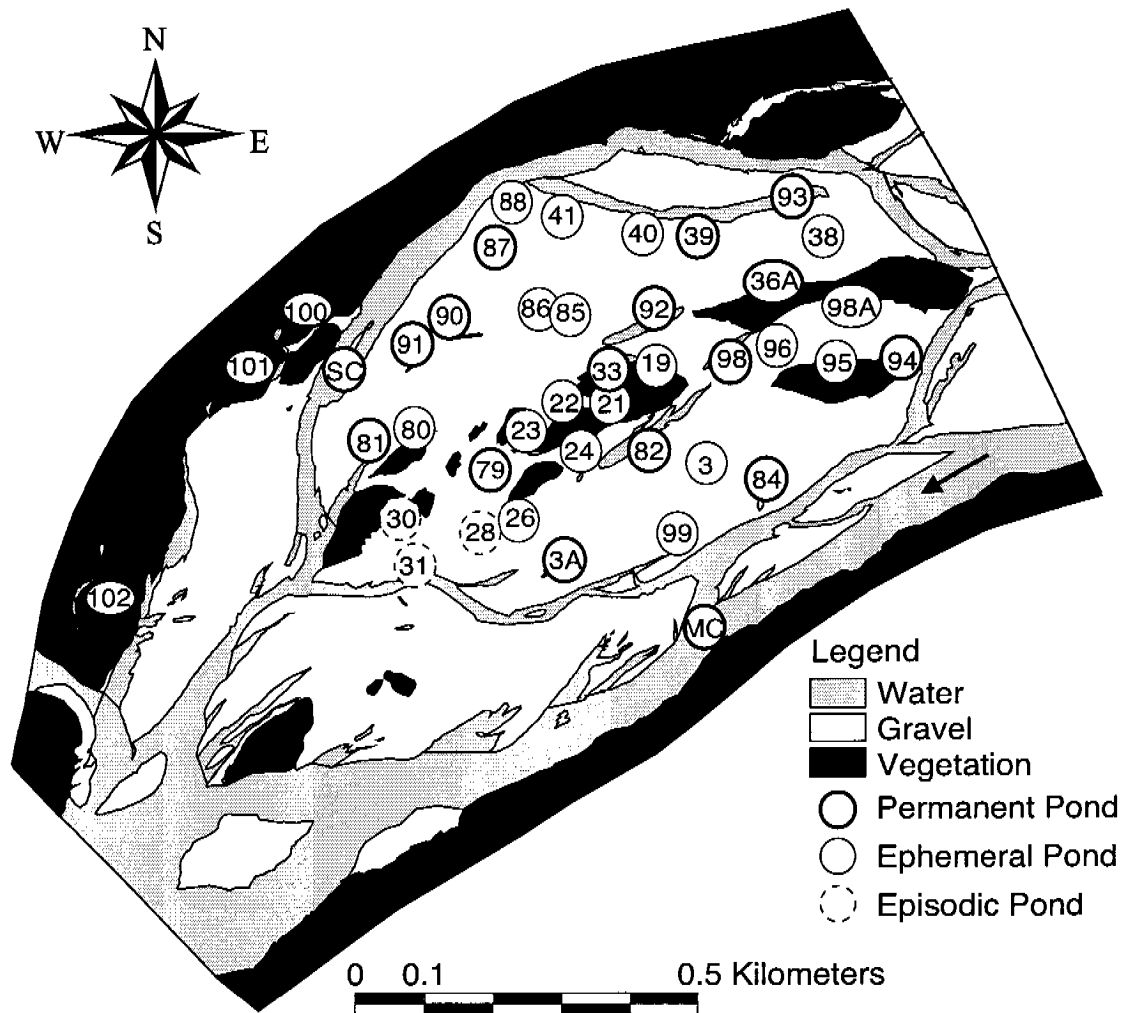 N
W E
S
93
88 41 40 39 38
87
36A
100 90 86 85 92 98A
91 96
101 SC 33 19 98 95 94
22 21
81 80 23
24 82 3
79 84
30 28 26 99
31 3A
102
MC
Legend
Water
Gravel
Vegetation
Permanent Pond
Ephemeral Pond
Episodic Pond
0 0.1 0.5 Kilometers